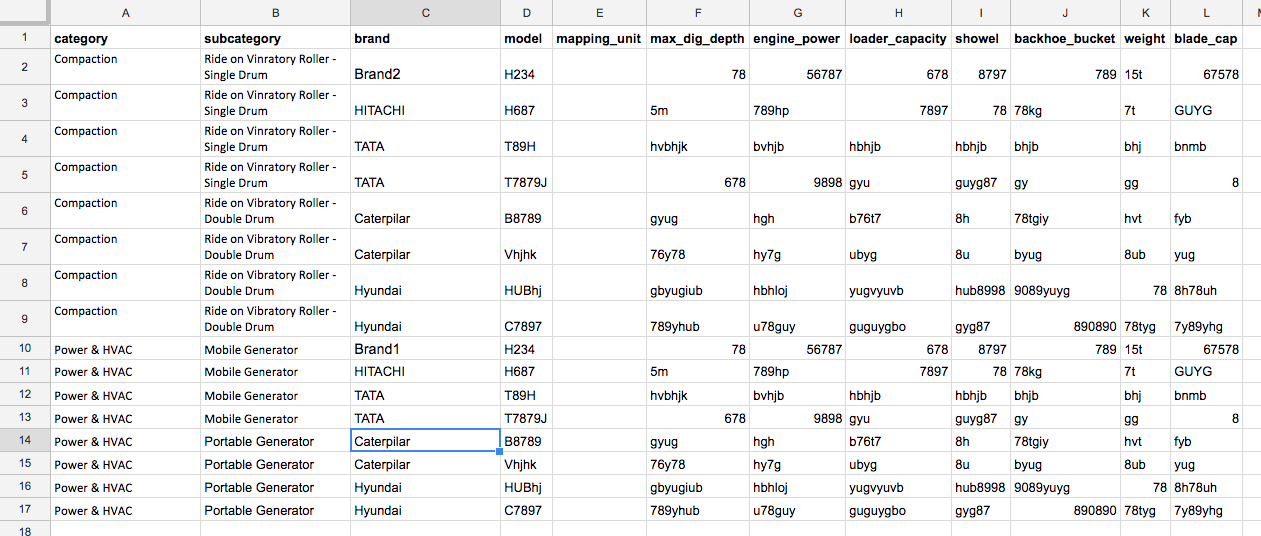 A B C D E F G H I J K L
1 category subcategory brand model mapping_unit max_dig_depth engine_power loader_capacity showel backhoe_bucket weight blade_cap
2 Compaction Ride on Vinratory Roller - Single Drum Brand2 H234 78 56787 678 8797 789 15t 67578
3 Compaction Ride on Vinratory Roller - Single Drum HITACHI H687 5m 789hp 7897 78 78kg 7t GUYG
4 Compaction Ride on Vinratory Roller - Single Drum TATA T89H hvbhjk bvhjb hbhjb hbhjb bhjb bhj bnmb
5 Compaction Ride on Vinratory Roller - Single Drum TATA T7879J 678 9898 gyu guyg87 gy gg 8
6 Compaction Ride on Vinratory Roller - Double Drum Caterpilar B8789 gyug hgh b76t7 8h 78tgiy hvt fyb
7 Compaction Ride on Vibratory Roller - Double Drum Caterpilar Vhjhk 76y78 hy7g ubyg 8u byug 8ub yug
8 Compaction Ride on Vibratory Roller - Double Drum Hyundai HUBhj gbyugiub hbhloj yugvyuvb hub8998 9089yuyg 78 8h78uh
9 Compaction Ride on Vibratory Roller - Double Drum Hyundai C7897 789yhub u78guy guguygbo gyg87 890890 78tyg 7y89yhg
10 Power & HVAC Mobile Generator Brand1 H234 78 56787 678 8797 789 15t 67578
11 Power & HVAC Mobile Generator HITACHI H687 5m 789hp 7897 78 78kg 7t GUYG
12 Power & HVAC Mobile Generator TATA T89H hvbhjk bvhjb hbhjb hbhjb bhjb bhj bnmb
13 Power & HVAC Mobile Generator TATA T7879J 678 9898 gyu guyg87 gy gg 8
14 Power & HVAC Portable Generator Caterpilar B8789 gyug hgh b76t7 8h 78tgiy hvt fyb
15 Power & HVAC Portable Generator Caterpilar Vhjhk 76y78 hy7g ubyg 8u byug 8ub yug
16 Power & HVAC Portable Generator Hyundai HUBhj gbyugiub hbhloj yugvyuvb hub8998 9089yuyg 78 8h78uh
17 Power & HVAC Portable Generator Hyundai C7897 789yhub u78guy guguygbo gyg87 890890 78tyg 7y89yhg
18